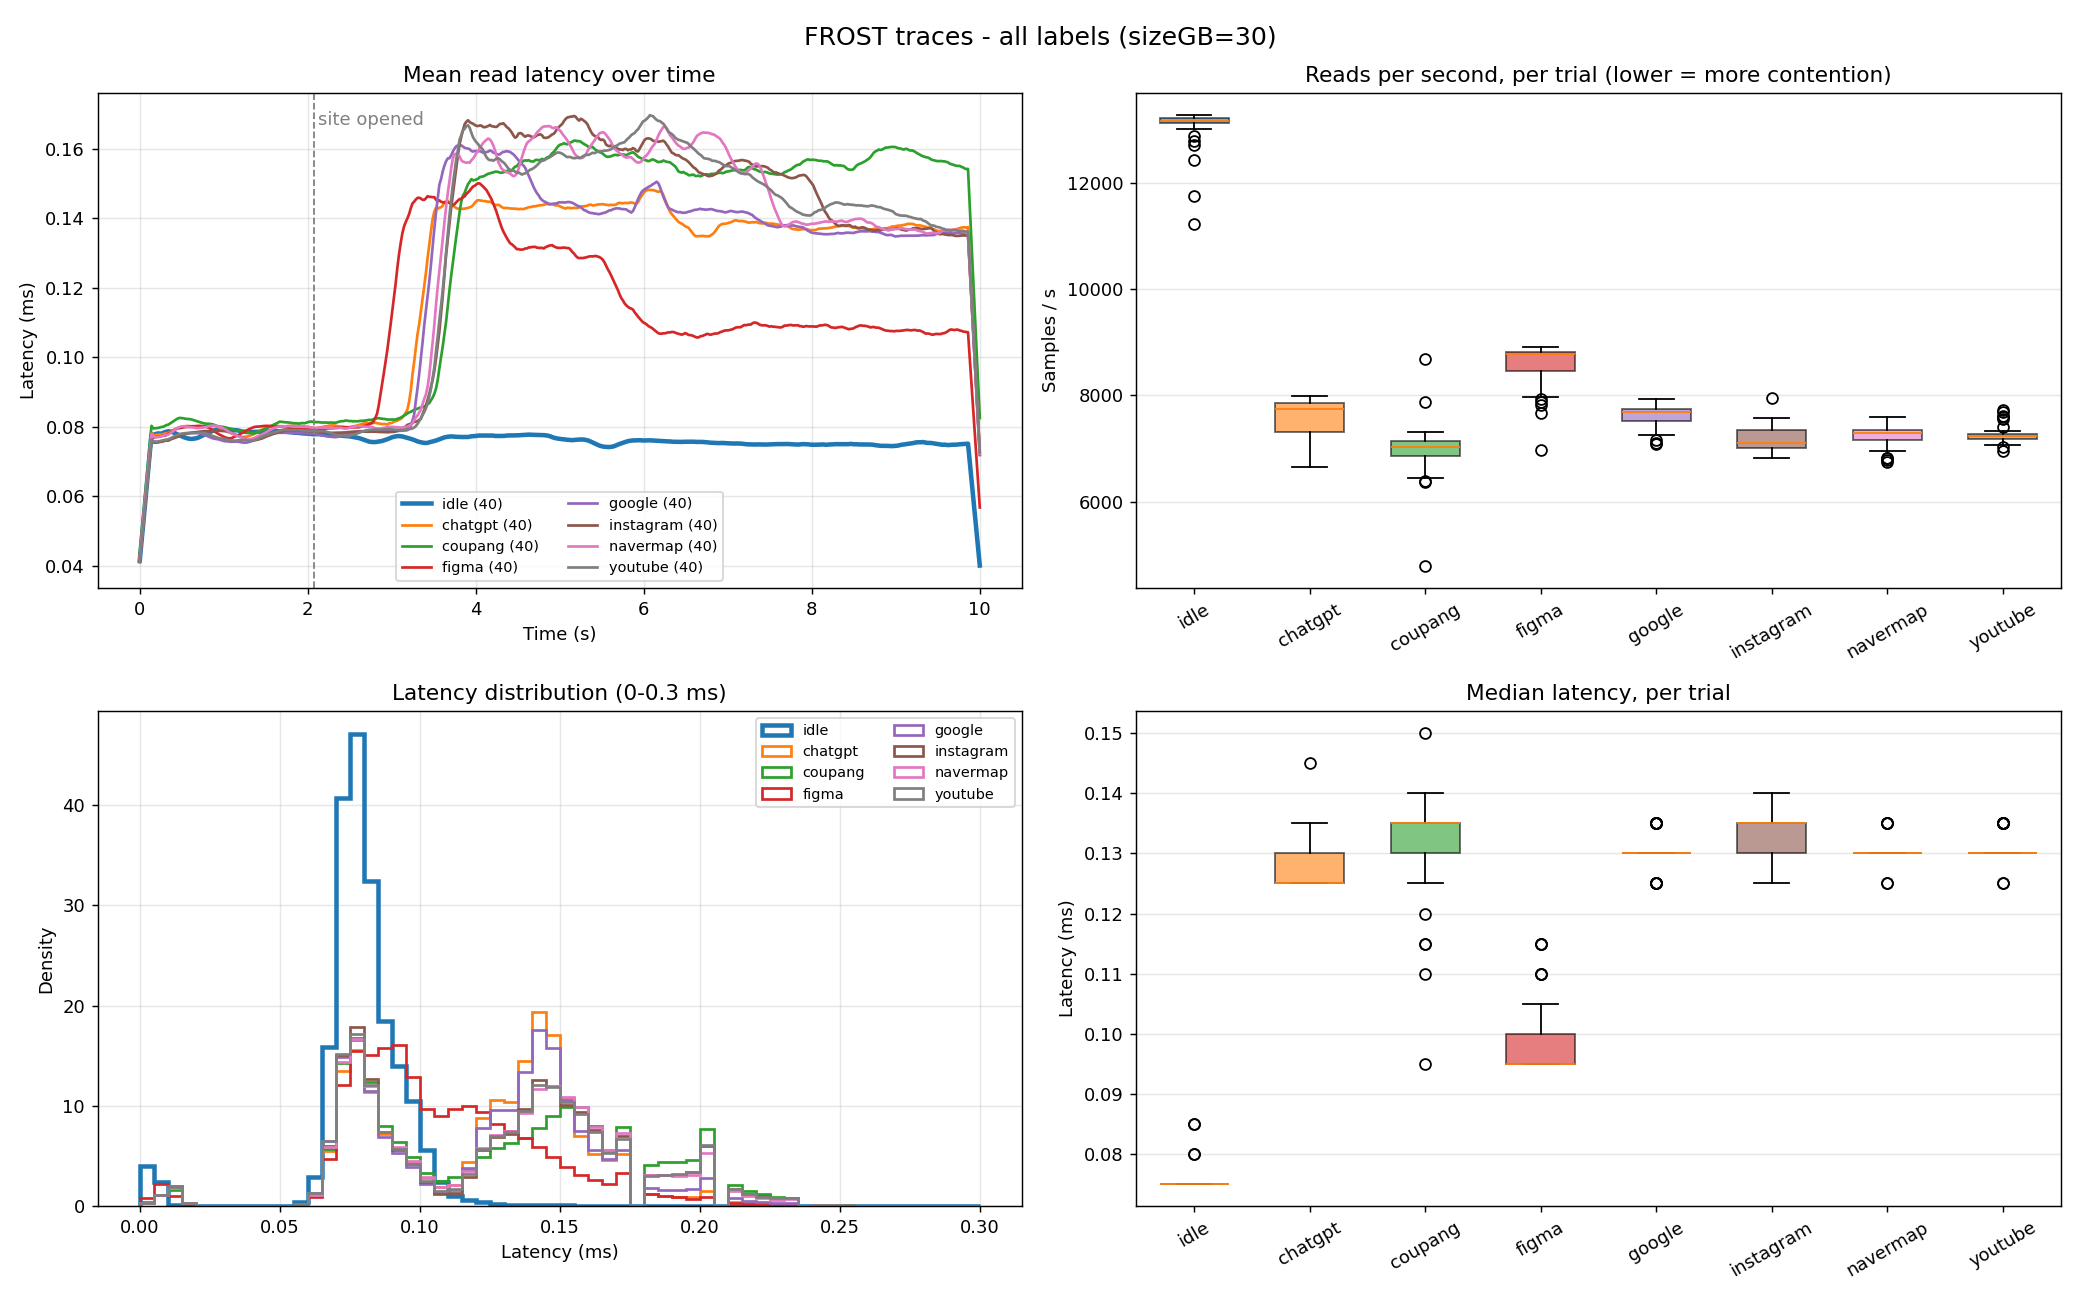 FROST traces - all labels (sizeGB=30)
Mean read latency over time
site opened
0.16
0.14
0.12
0.10
0.08
0.06
0.04
Latency (ms)
idle (40)
chatgpt (40)
coupang (40)
figma (40)
google (40)
instagram (40)
navermap (40)
youtube (40)
0 2 4 6 8 10
Time (s)
Reads per second, per trial (lower = more contention)
12000
10000
8000
6000
Samples / s
idle chatgpt coupang figma google instagram navermap youtube
Latency distribution (0-0.3 ms)
40
30
20
10
0
Density
idle
chatgpt
coupang
figma
google
instagram
navermap
youtube
0.00 0.05 0.10 0.15 0.20 0.25 0.30
Latency (ms)
Median latency, per trial
0.15
0.14
0.13
0.12
0.11
0.10
0.09
0.08
Latency (ms)
idle chatgpt coupang figma google instagram navermap youtube